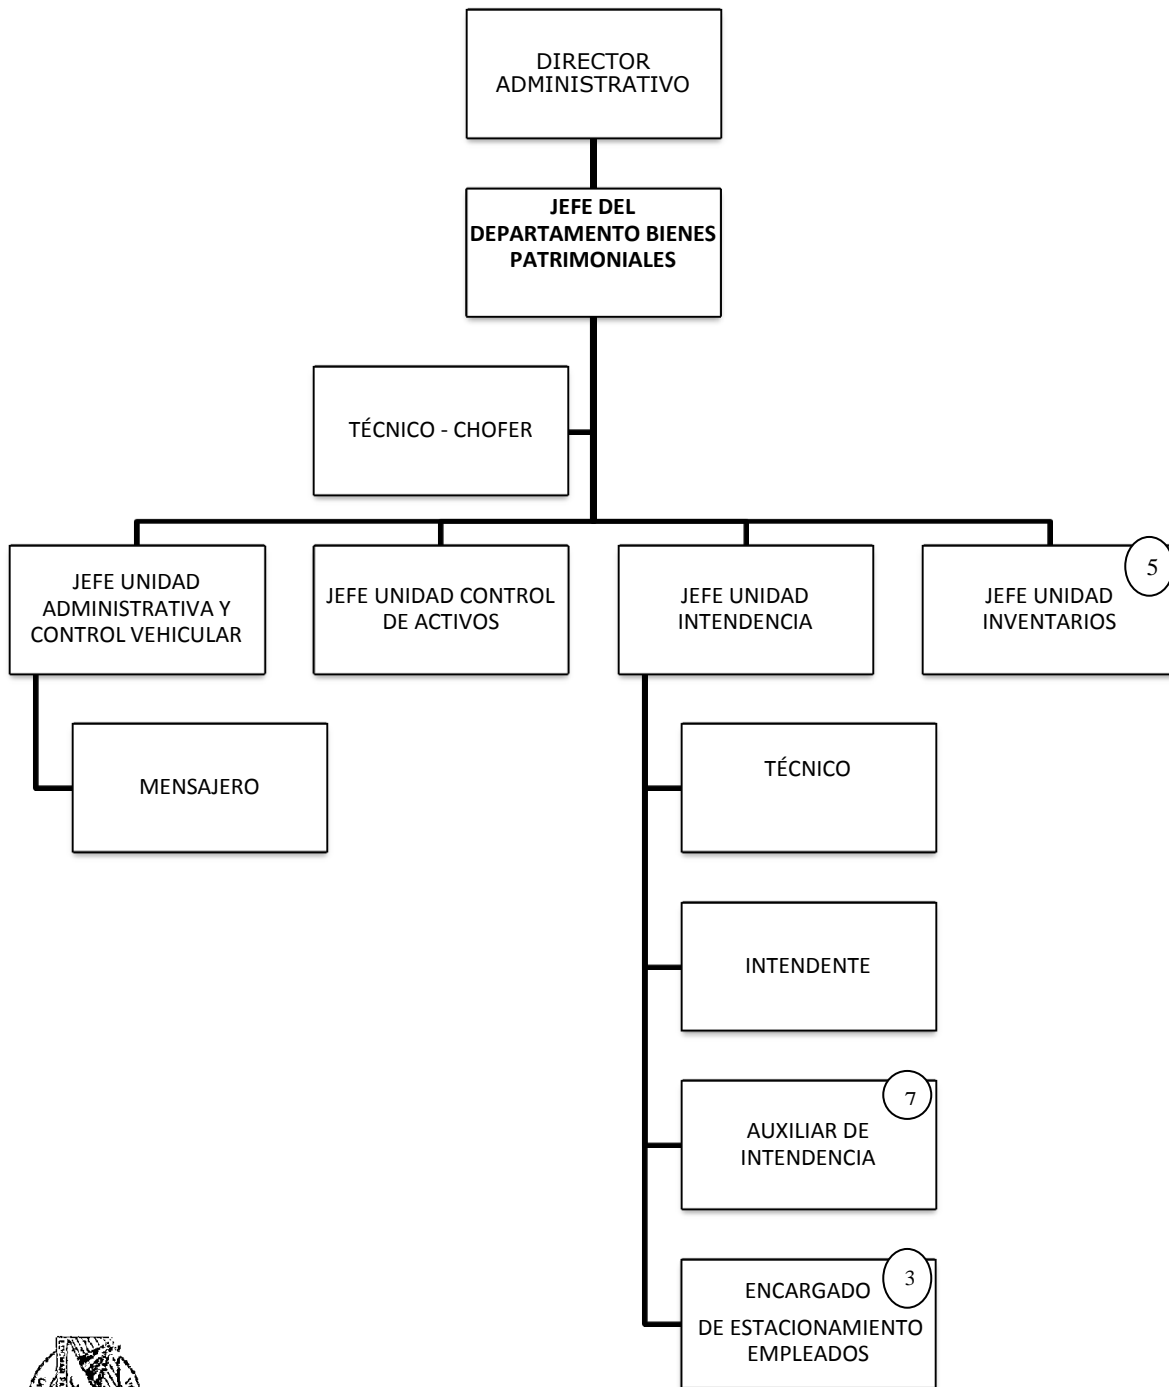 DIRECTOR
ADMINISTRATIVO
JEFE DEL
DEPARTAMENTO BIENES
PATRIMONIALES
TÉCNICO - CHOFER
JEFE UNIDAD
ADMINISTRATIVA Y
CONTROL VEHICULAR
JEFE UNIDAD CONTROL
DE ACTIVOS
JEFE UNIDAD
INTENDENCIA
5
JEFE UNIDAD
INVENTARIOS
MENSAJERO
TÉCNICO
INTENDENTE
7
AUXILIAR DE
INTENDENCIA
3
ENCARGADO
DE ESTACIONAMIENTO
EMPLEADOS